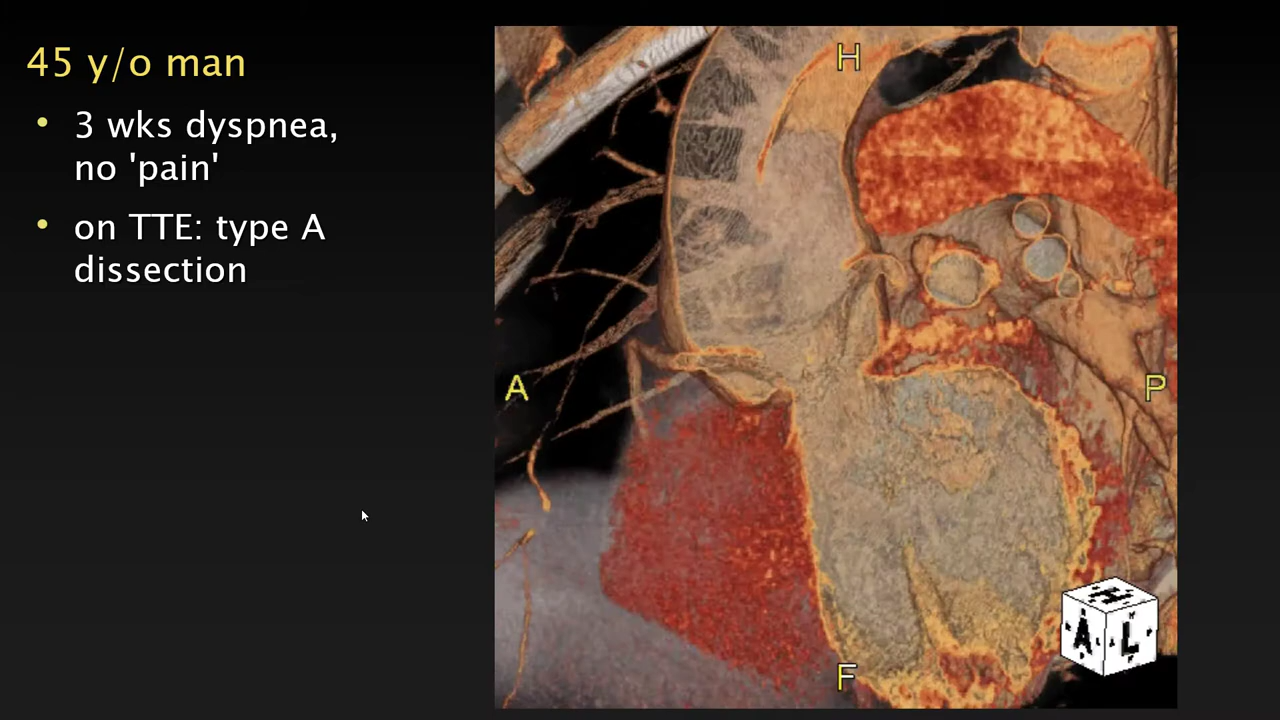 45 y/o man
• 3 wks dyspnea,
no 'pain'
• on TTE: type A
dissection
H
A
P
F
H
A L